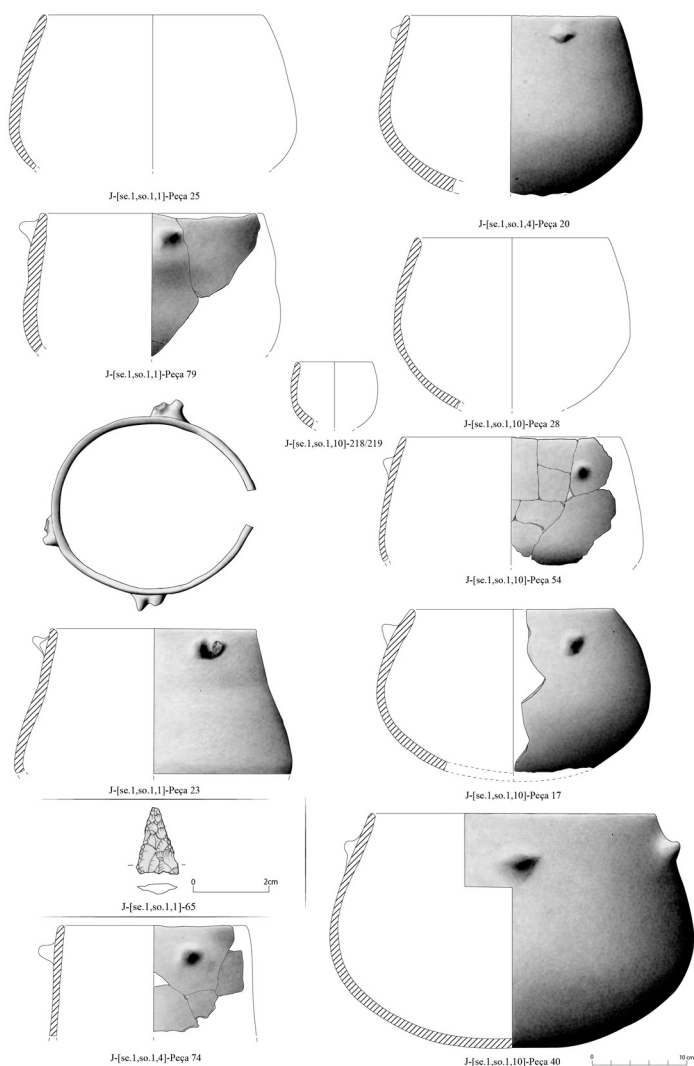 J-[se.1,so.1,1]-Peça 25
J-[se.1,so.1,4]-Peça 20
J-[se.1,so.1,1]-Peça 79
J-[se.1,so.1,10]-Peça 28
J-[se.1,so.1,10]-218/219
J-[se.1,so.1,10]-Peça 54
J-[se.1,so.1,1]-Peça 23
J-[se.1,so.1,10]-Peça 17
0 2cm
J-[se.1,so.1,1]-65
J-[se.1,so.1,4]-Peça 74
J-[se.1,so.1,10]-Peça 40
0 10 cm